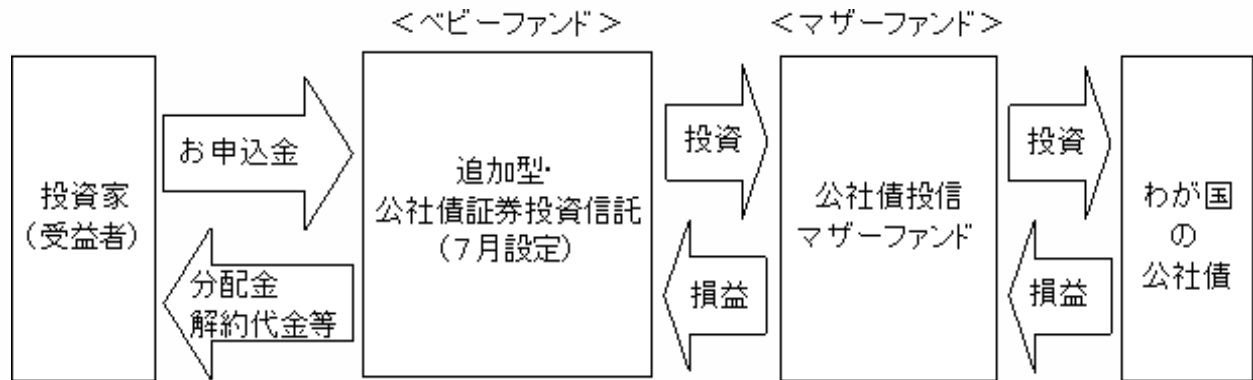 ＜ベビーファンド＞
＜マザーファンド＞
投資家
（受益者）
お申込金
分配金
解約代金等
追加型・
公社債証券投資信託
（７月設定）
投資
損益
公社債投信
マザーファンド
投資
損益
わが国
の
公社債